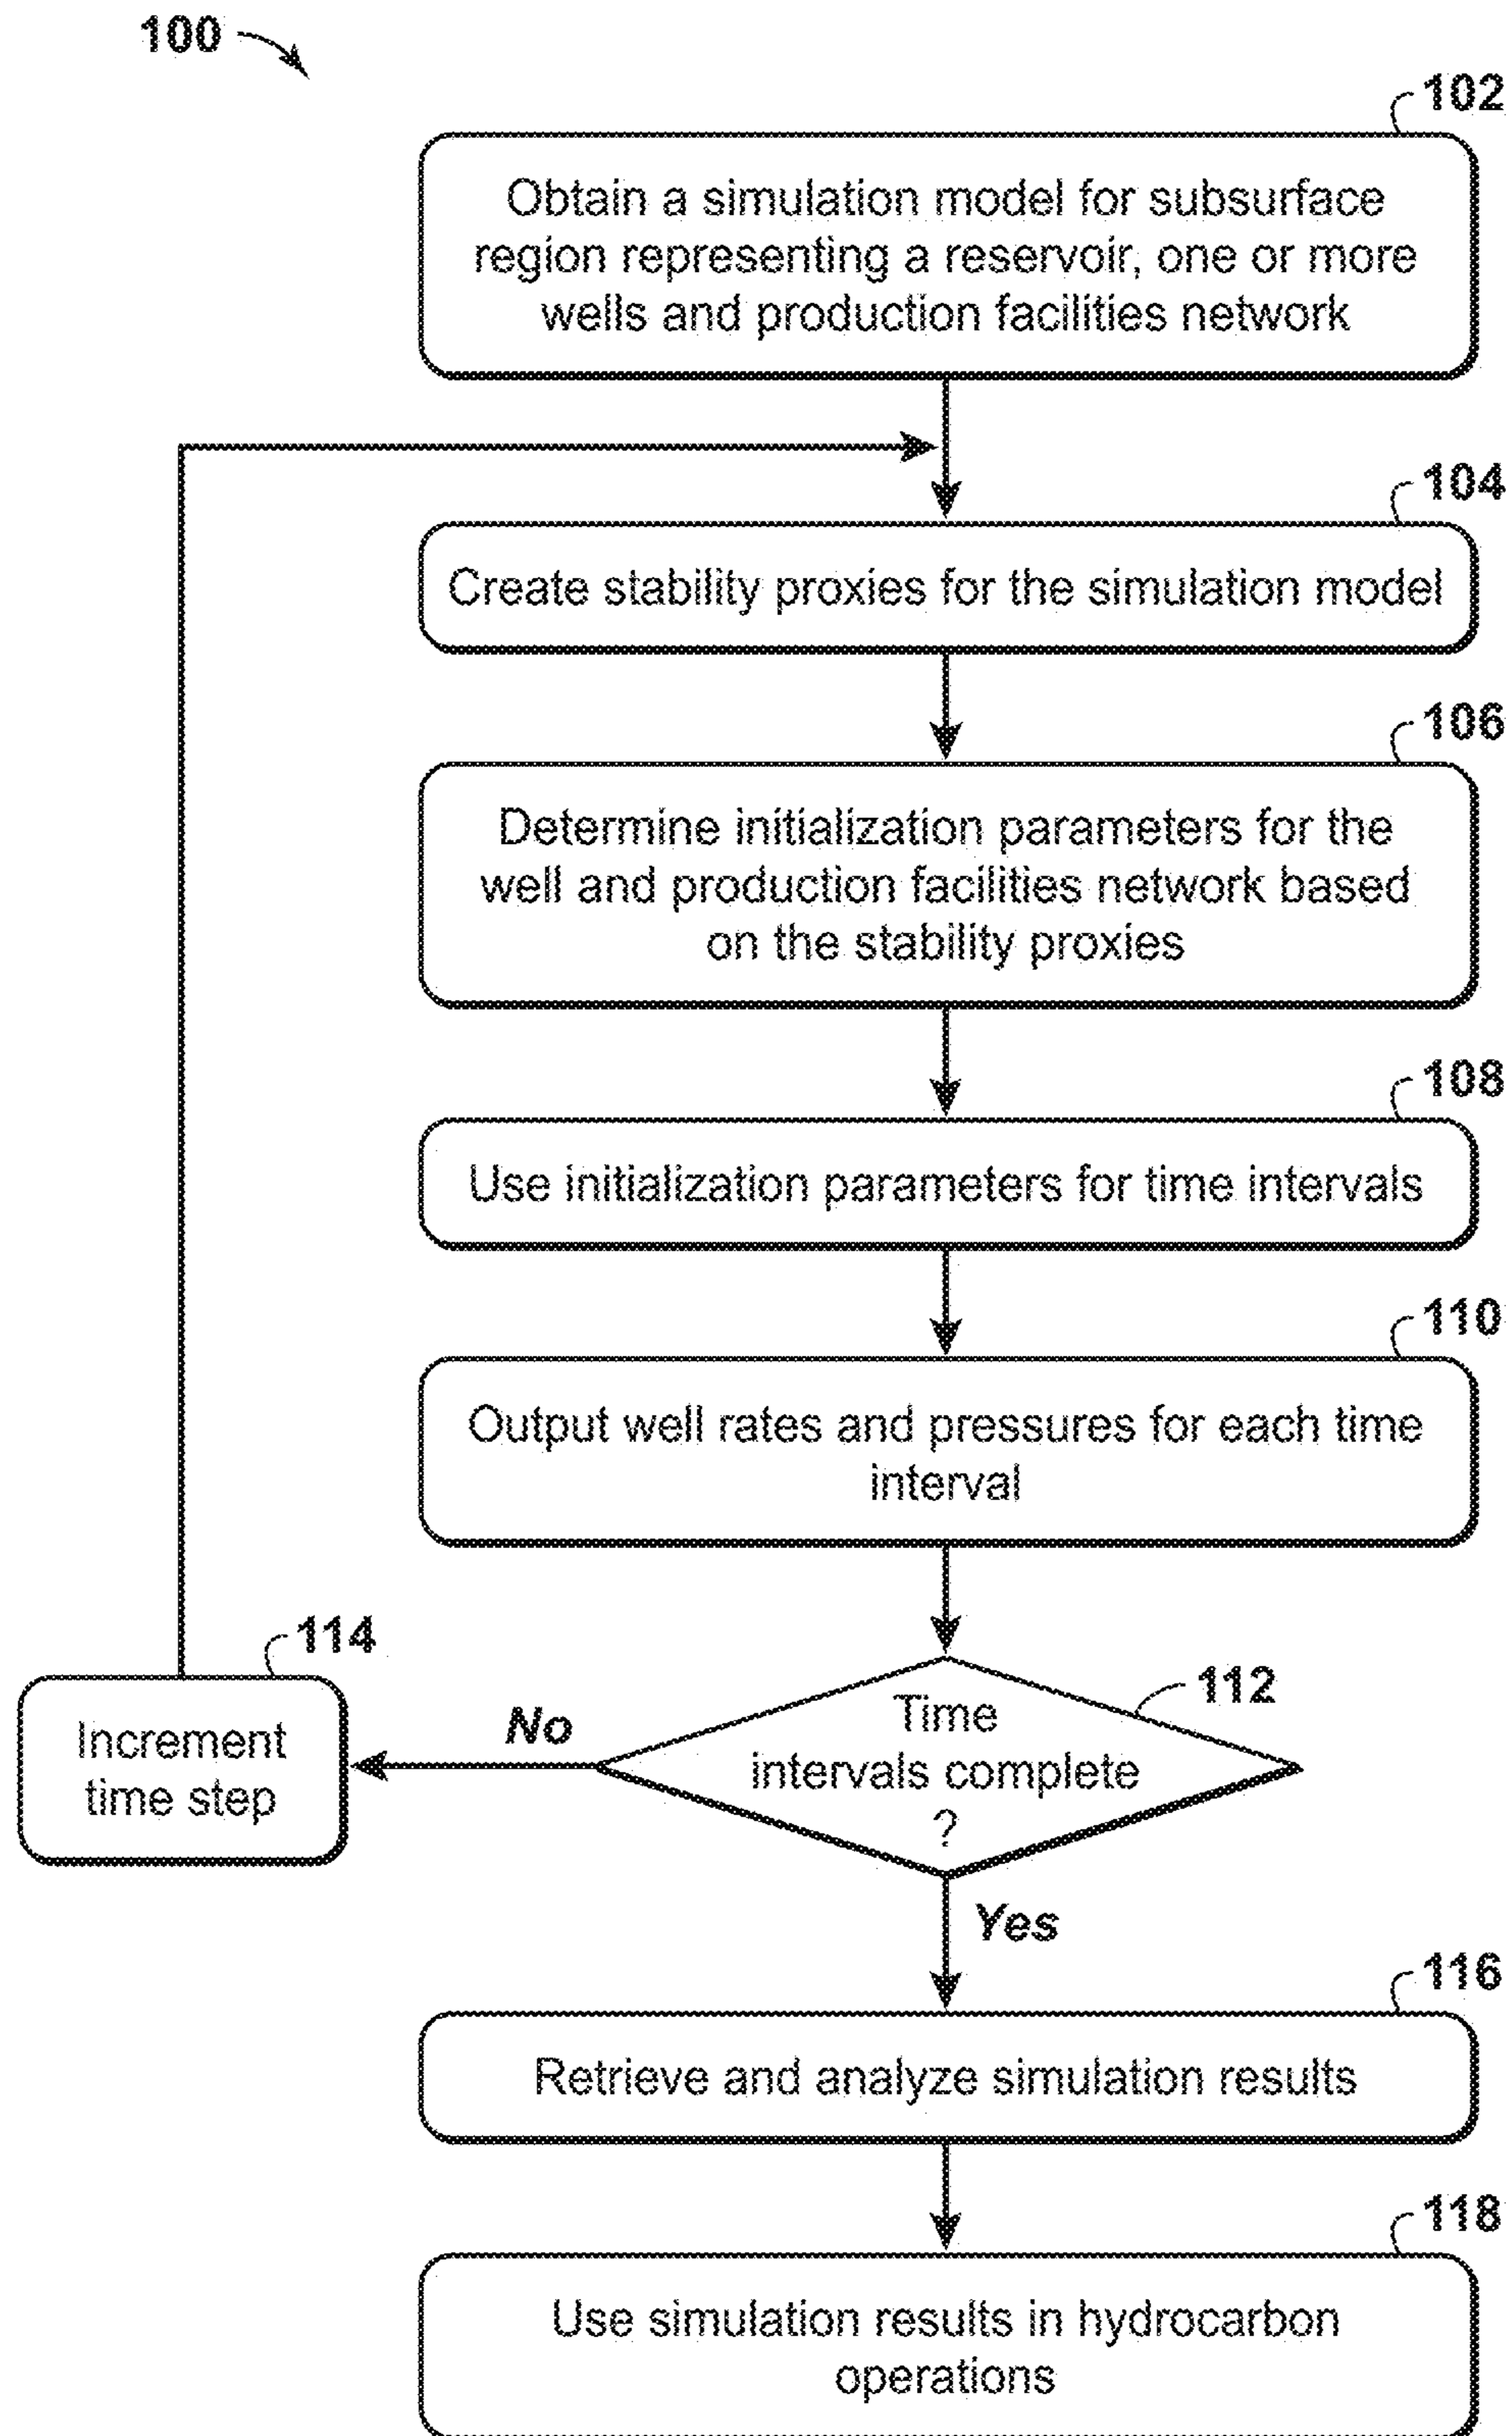 100
102
Obtain a simulation model for subsurface
region representing a reservoir, one or more
wells and production facilities network
104
Create stability proxies for the simulation model
106
Determine initialization parameters for the
well and production facilities network based
on the stability proxies
108
Use initialization parameters for time intervals
110
Output well rates and pressures for each time
interval
114
Increment
time step
No
112
Time
intervals complete
?
Yes
116
Retrieve and analyze simulation results
118
Use simulation results in hydrocarbon
operations